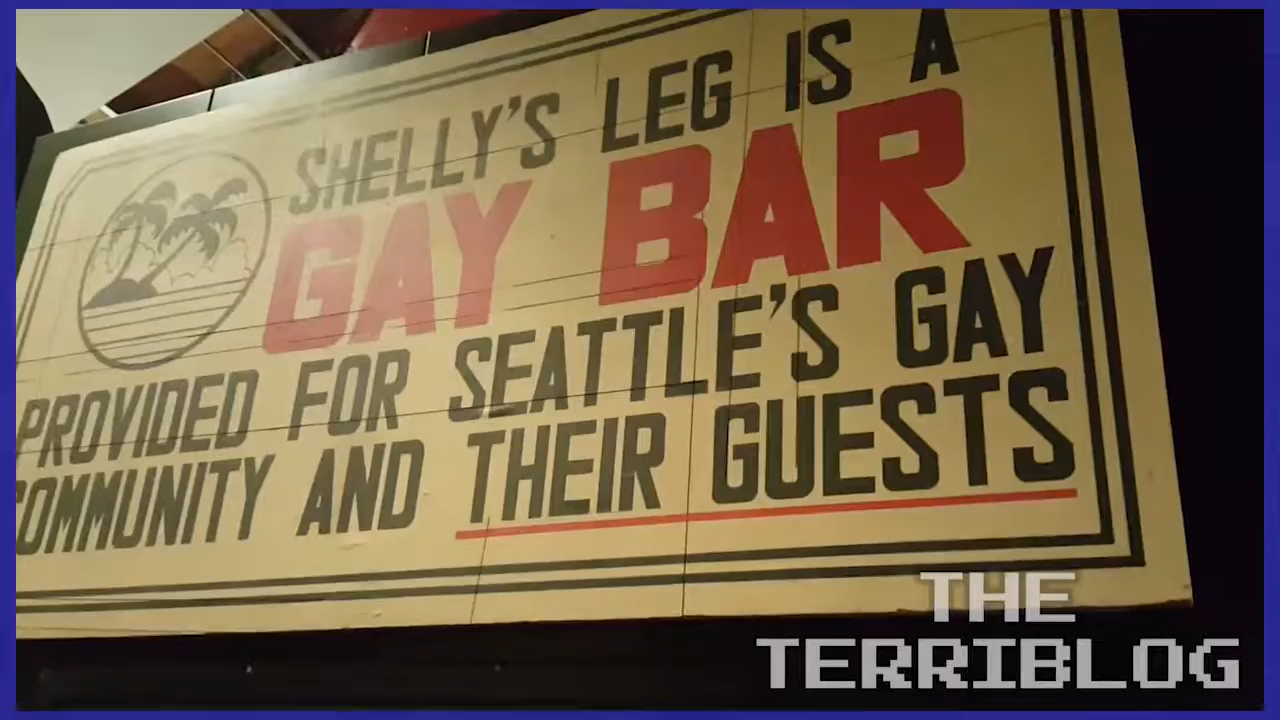 SHELLY'S LEG IS A
GAY BAR
PROVIDED FOR SEATTLE'S GAY
COMMUNITY AND THEIR GUESTS
THE
TERRIBLOG